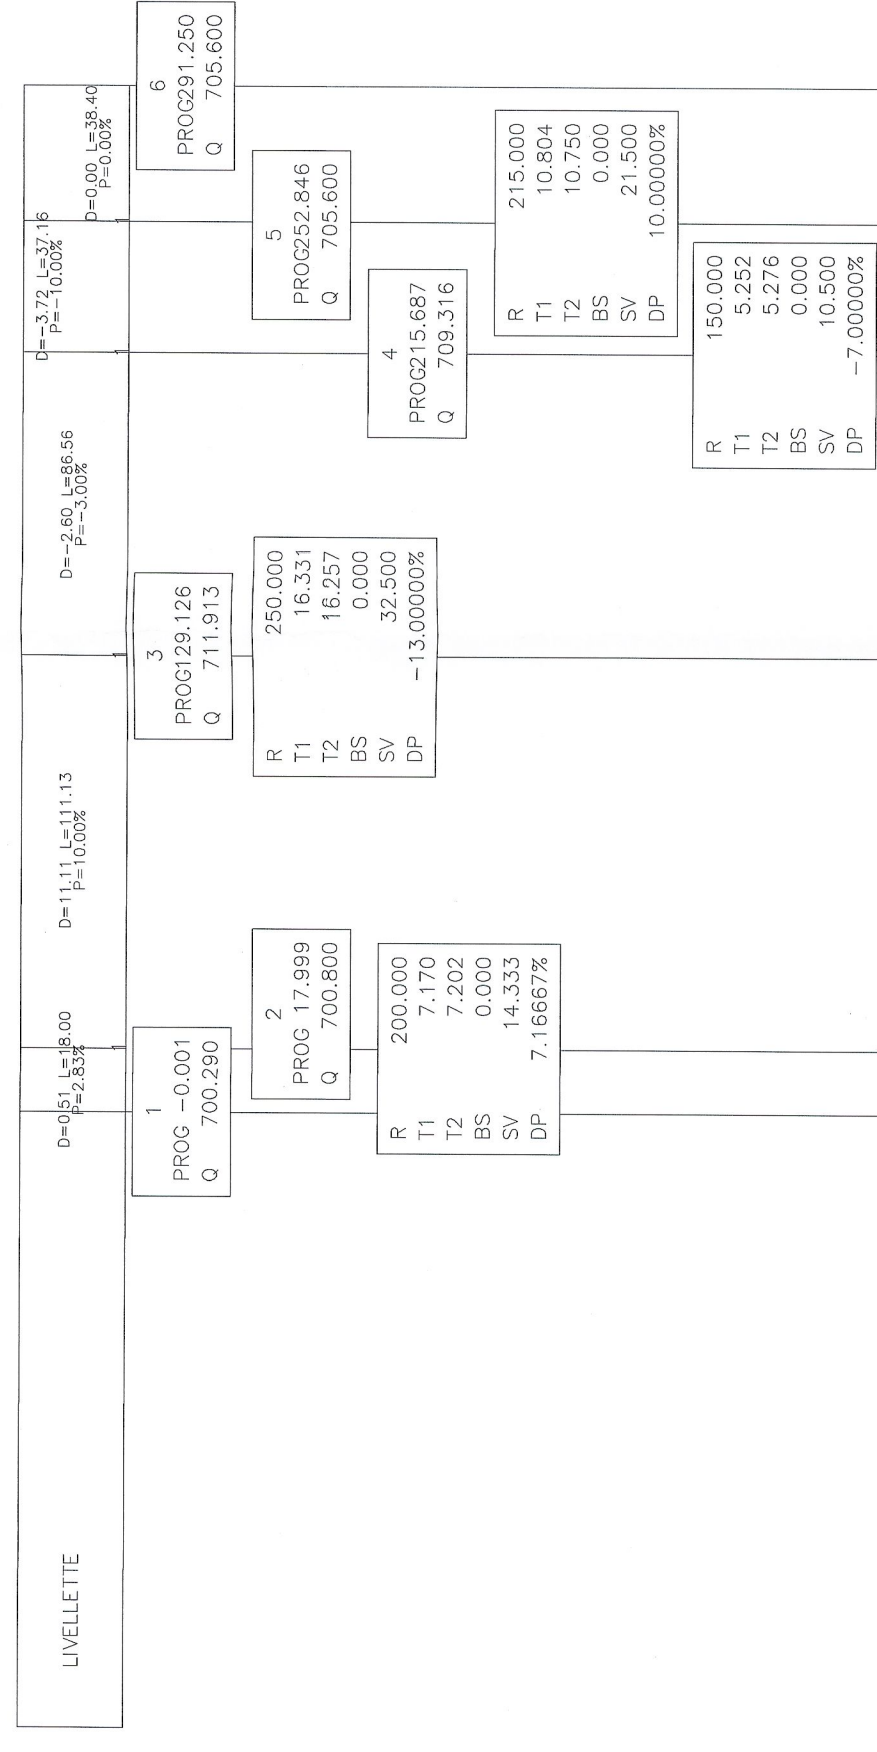 LIVELLETTE
D=0.51 L=18.00
P=2.83%
D=11.11 L=111.13
P=10.00%
D=-2.60 L=86.56
P=-3.00%
D=-3.72 L=37.16
P=-10.00%
D=0.00 L=38.40
P=0.00%
1
PROG -0.001
Q 700.290
2
PROG 17.999
Q 700.800
R 200.000
T1 7.170
T2 7.202
BS 0.000
SV 14.333
DP 7.16667%
3
PROG129.126
Q 711.913
R 250.000
T1 16.331
T2 16.257
BS 0.000
SV 32.500
DP -13.00000%
4
PROG215.687
Q 709.316
R 150.000
T1 5.252
T2 5.276
BS 0.000
SV 10.500
DP -7.00000%
5
PROG252.846
Q 705.600
R 215.000
T1 10.804
T2 10.750
BS 0.000
SV 21.500
DP 10.00000%
6
PROG291.250
Q 705.600